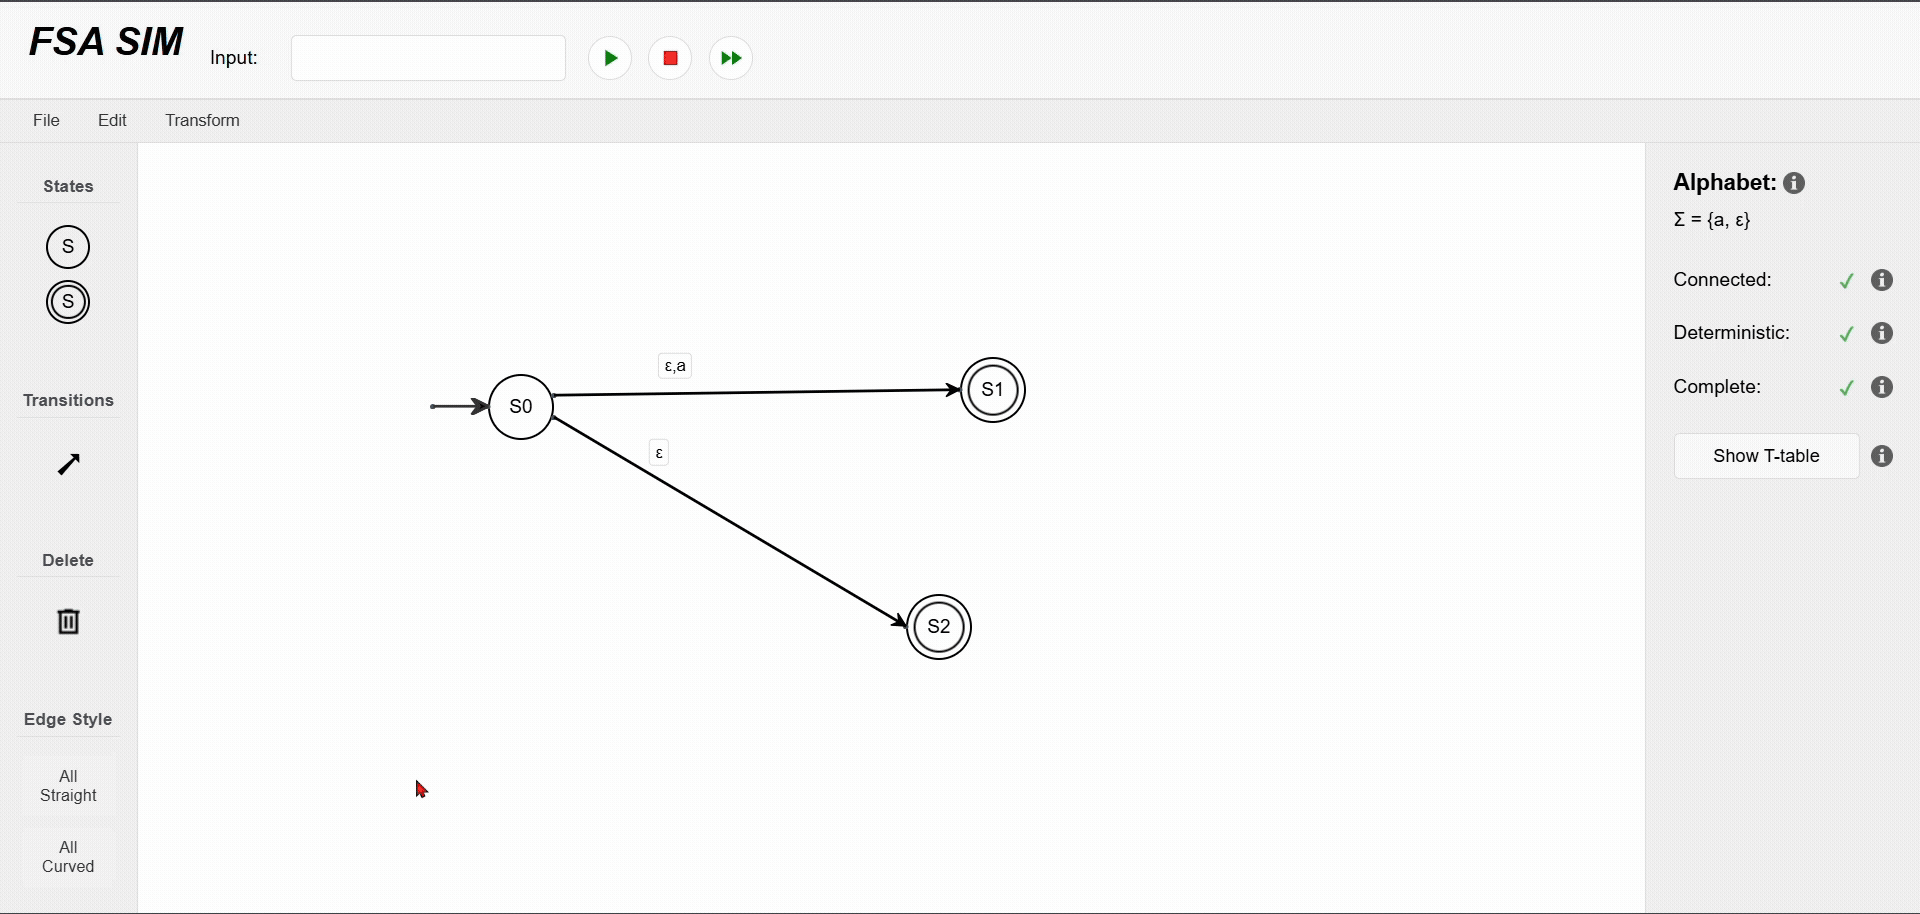 FSA SIM
Input:
File Edit Transform
States
S
S
Transitions
Delete
Edge Style
All
Straight
All
Curved
ε,a
S0
S1
ε
S2
Alphabet:
Σ = {a, ε}
Connected: ✓
Deterministic: ✓
Complete: ✓
Show T-table